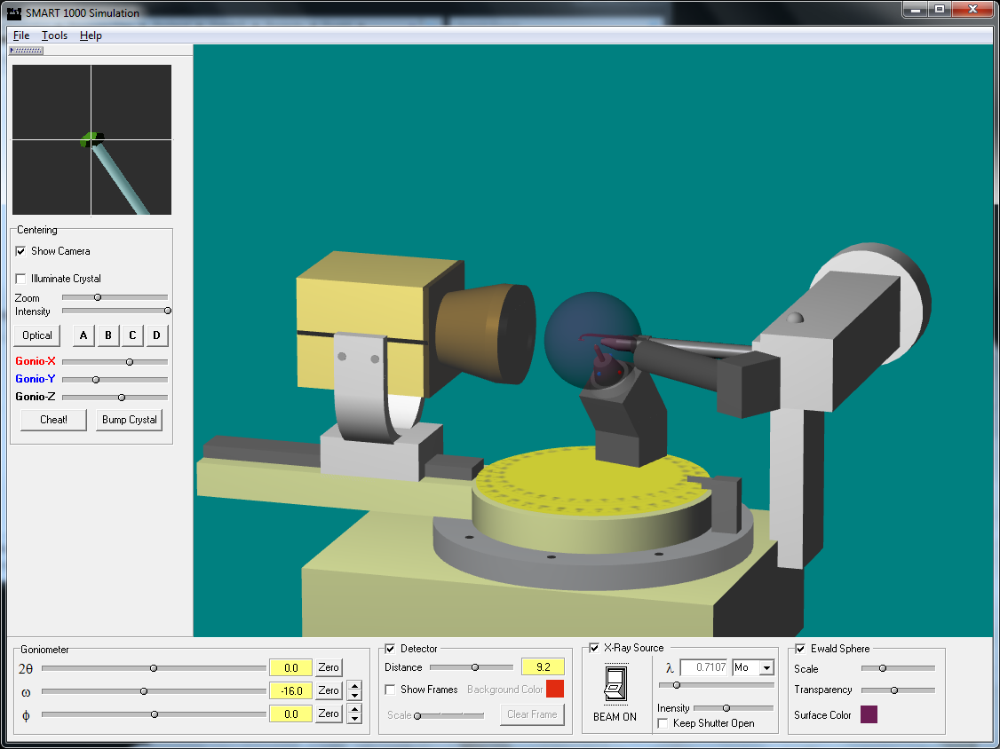 SMART 1000 Simulation
File Tools Help
Centering
Show Camera
Illuminate Crystal
Zoom
Intensity
Optical A B C D
Gonio-X
Gonio-Y
Gonio-Z
Cheat! Bump Crystal
Goniometer
2θ 0.0 Zero
ω -16.0 Zero
ϕ 0.0 Zero
Detector
Distance 9.2
Show Frames Background Color
Scale Clear Frame
X-Ray Source
λ 0.7107 Mo
BEAM ON
Inensity
Keep Shutter Open
Ewald Sphere
Scale
Transparency
Surface Color